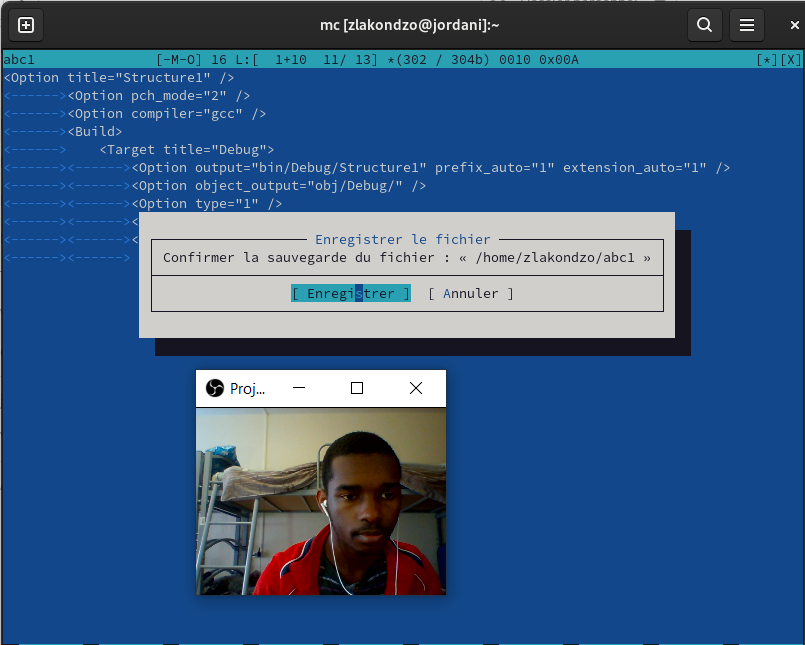 mc [zlakondzo@jordani]:~
abc1 [-M-O] 16 L:[ 1+10 11/ 13] *(302 / 304b) 0010 0x00A [*][X]
<Option title="Structure1" />
<------><Option pch_mode="2" />
<------><Option compiler="gcc" />
<------><Build>
<------> <Target title="Debug">
<------><------><Option output="bin/Debug/Structure1" prefix_auto="1" extension_auto="1" />
<------><------><Option object_output="obj/Debug/" />
<------><------><Option type="1" />
<------><------><
<------><------><
<------><------>
Enregistrer le fichier
Confirmer la sauvegarde du fichier : « /home/zlakondzo/abc1 »
[ Enregistrer ] [ Annuler ]
Proj...